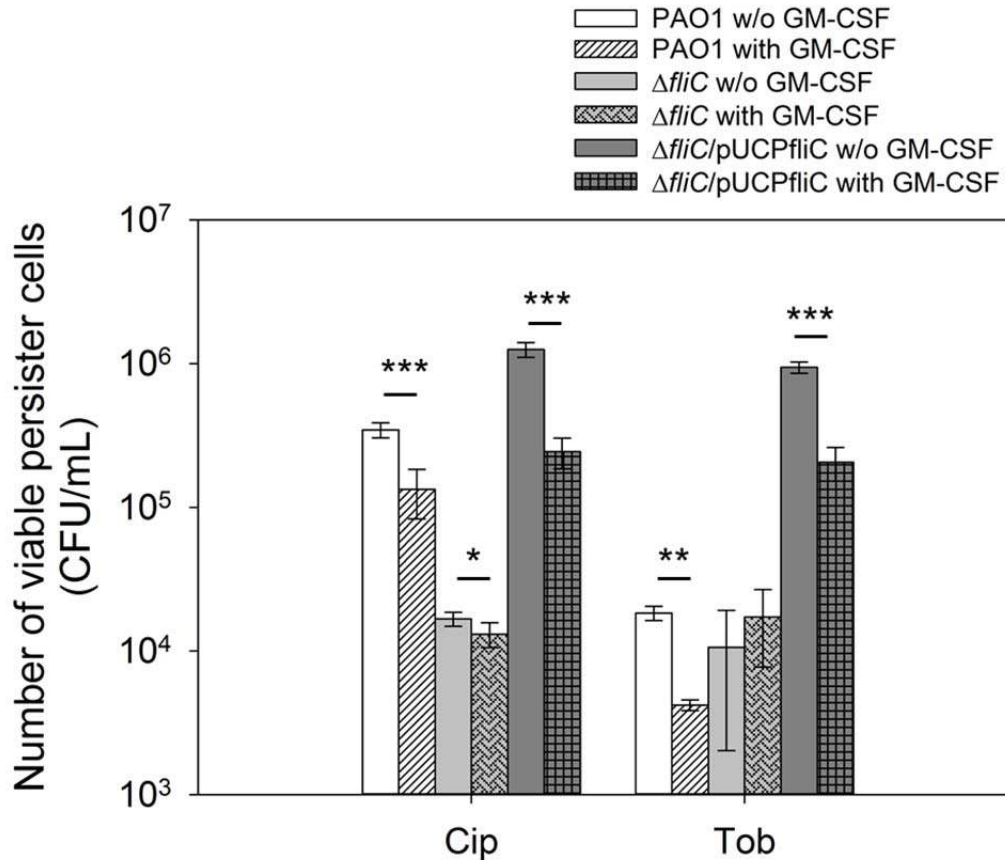 PAO1 w/o GM-CSF
PAO1 with GM-CSF
ΔfliC w/o GM-CSF
ΔfliC with GM-CSF
ΔfliC/pUCPfliC w/o GM-CSF
ΔfliC/pUCPfliC with GM-CSF
Number of viable persister cells
(CFU/mL)
10⁷
10⁶
10⁵
10⁴
10³
***
*
***
**
***
Cip
Tob